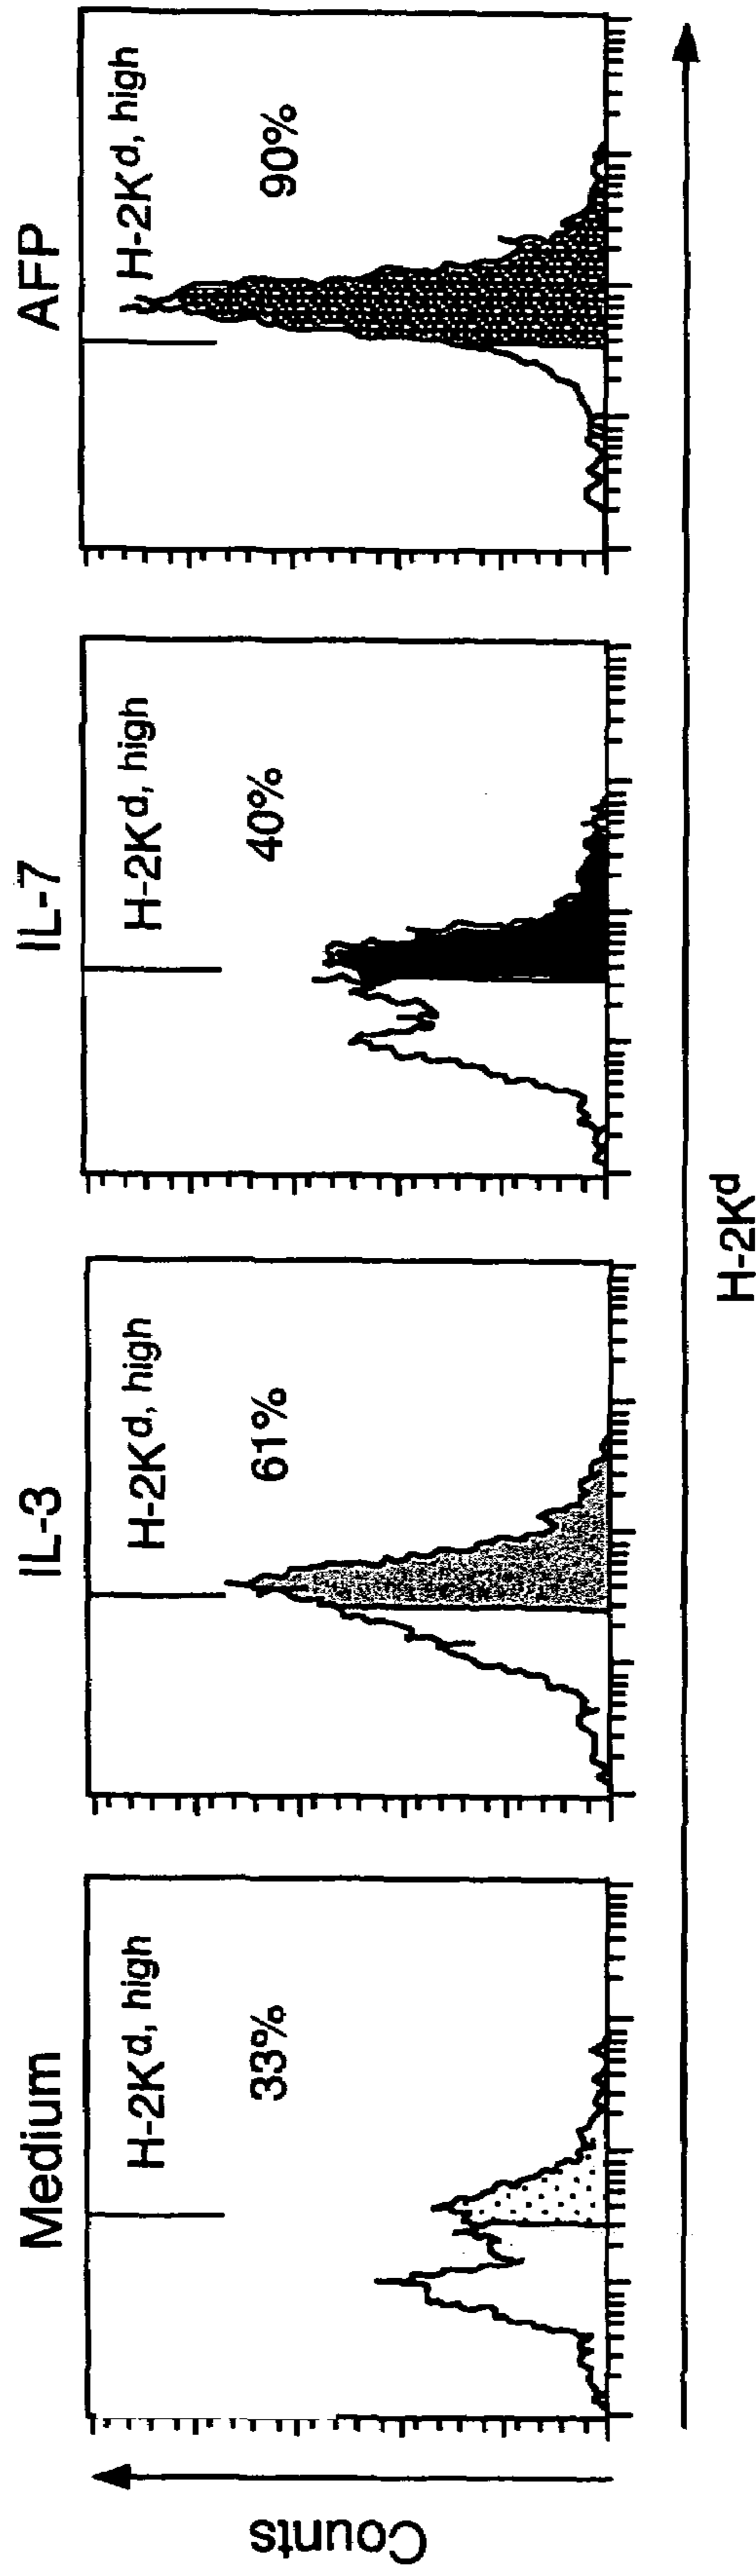 Medium
H-2Kᵈ, high
33%
IL-3
H-2Kᵈ, high
61%
IL-7
H-2Kᵈ, high
40%
AFP
H-2Kᵈ, high
90%
Counts
H-2Kᵈ